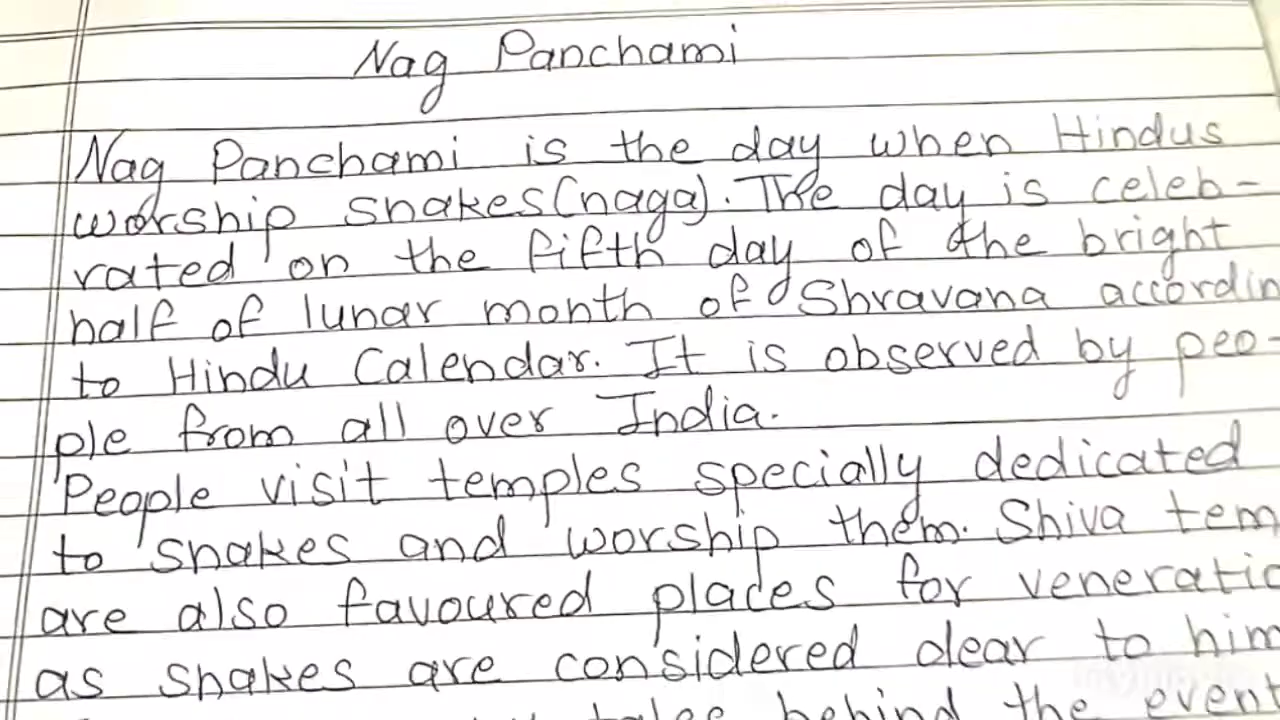 Nag Panchami
Nag Panchami is the day when Hindus
worship snakes(naga). The day is celeb-
rated on the fifth day of the bright
half of lunar month of Shravana accordin
to Hindu Calendar. It is observed by peo-
ple from all over India.
People visit temples specially dedicated
to snakes and worship them. Shiva tem
are also favoured places for veneratio
as snakes are considered dear to him
tales behind the event